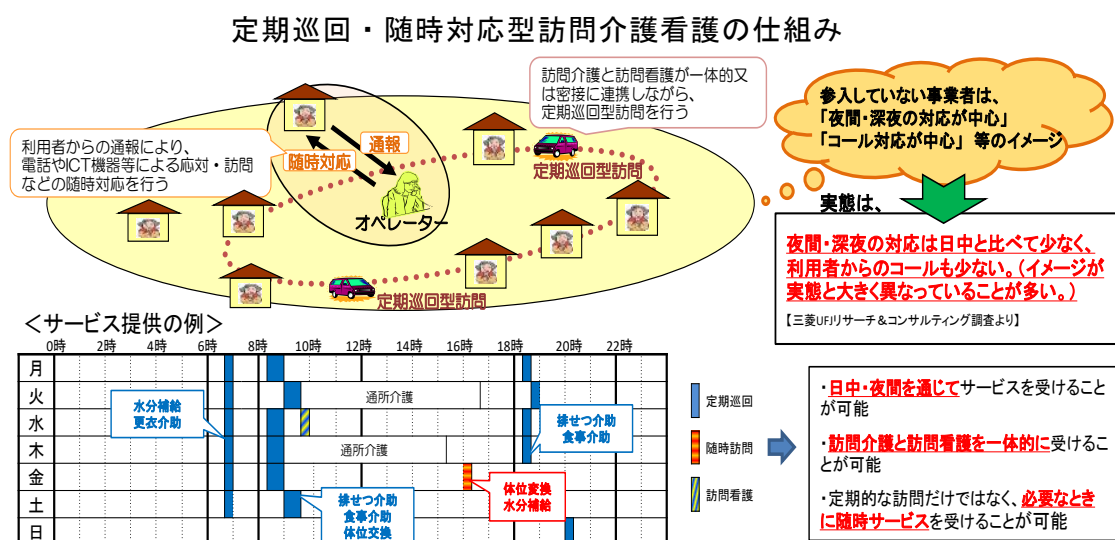 定期巡回・随時対応型訪問介護看護の仕組み
訪問介護と訪問看護が一体的又
は密接に連携しながら、
定期巡回型訪問を行う
参入していない事業者は、
「夜間・深夜の対応が中心」
「コール対応が中心」 等のイメージ
利用者からの通報により、
電話やICT機器等による応対・訪問
などの随時対応を行う
通報
随時対応
オペレーター
定期巡回型訪問
定期巡回型訪問
実態は、
夜間・深夜の対応は日中と比べて少なく、
利用者からのコールも少ない。(イメージが
実態と大きく異なっていることが多い。)
【三菱UFJリサーチ&コンサルティング調査より】
<サービス提供の例>
0時 2時 4時 6時 8時 10時 12時 14時 16時 18時 20時 22時
月
火
水
木
金
土
日
水分補給
更衣介助
通所介護
通所介護
排せつ介助
食事介助
体位変換
水分補給
排せつ介助
食事介助
体位交換
定期巡回
随時訪問
訪問看護
・日中・夜間を通じてサービスを受けること
が可能
・訪問介護と訪問看護を一体的に受けるこ
とが可能
・定期的な訪問だけではなく、必要なとき
に随時サービスを受けることが可能